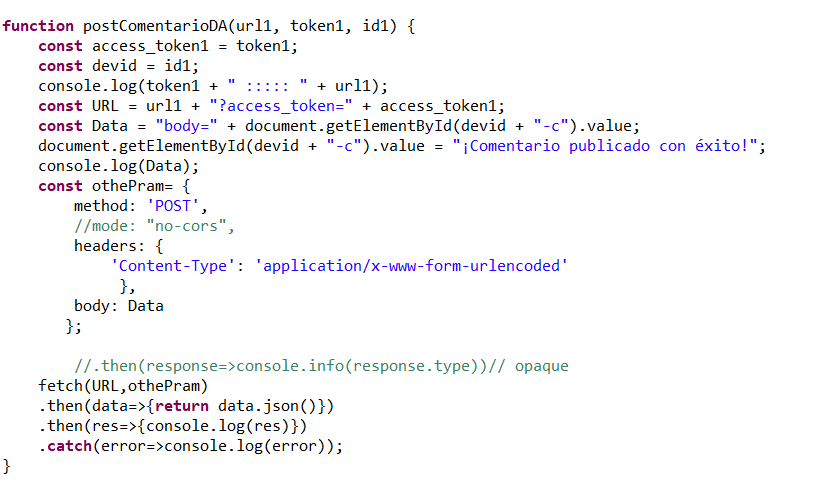 function postComentarioDA(url1, token1, id1) {
    const access_token1 = token1;
    const devid = id1;
    console.log(token1 + " ::::: " + url1);
    const URL = url1 + "?access_token=" + access_token1;
    const Data = "body=" + document.getElementById(devid + "-c").value;
    document.getElementById(devid + "-c").value = "¡Comentario publicado con éxito!";
    console.log(Data);
    const othePram= {
        method: 'POST',
        //mode: "no-cors",
        headers: {
            'Content-Type': 'application/x-www-form-urlencoded'
             },
        body: Data
       };

        //.then(response=>console.info(response.type))// opaque
    fetch(URL,othePram)
    .then(data=>{return data.json()})
    .then(res=>{console.log(res)})
    .catch(error=>console.log(error));
}